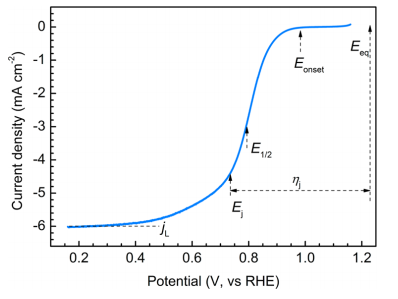 0
-1
-2
-3
-4
-5
-6
Current density (mA cm⁻²)
E_onset
E_eq
E_1/2
η_j
E_j
j_L
0.2 0.4 0.6 0.8 1.0 1.2
Potential (V, vs RHE)